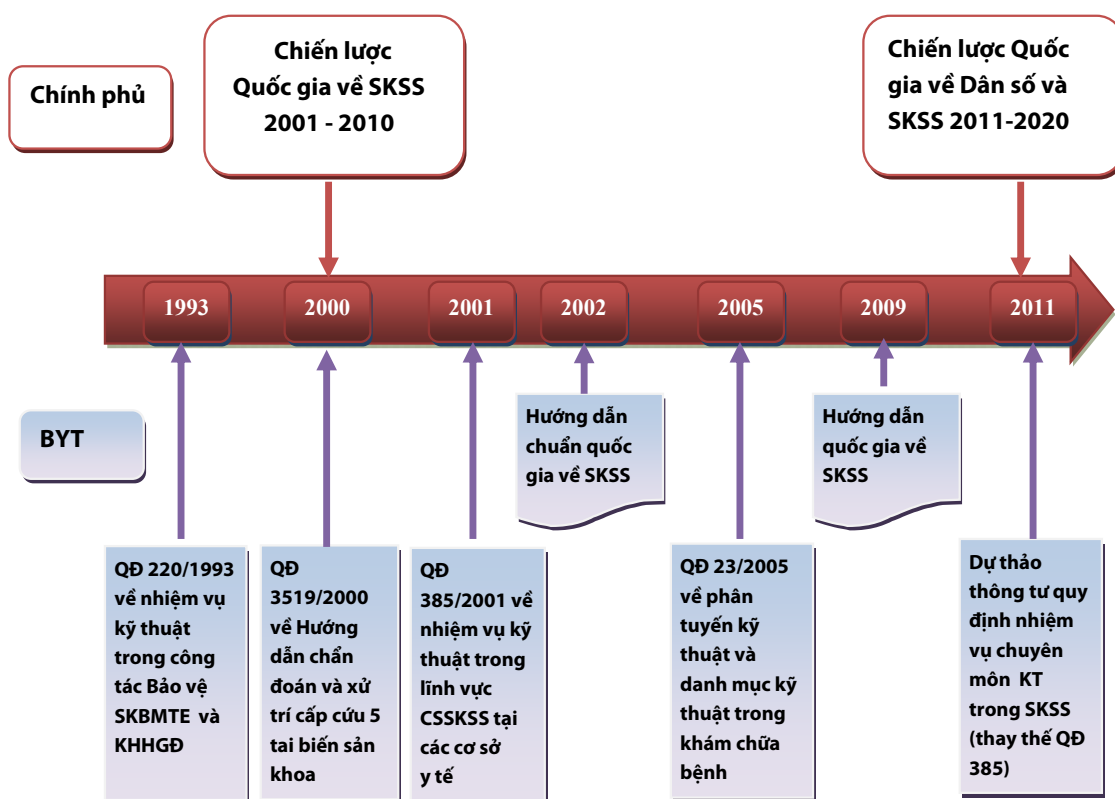 Chính phủ
Chiến lược
Quốc gia về SKSS
2001 - 2010
Chiến lược Quốc
gia về Dân số và
SKSS 2011-2020
1993
2000
2001
2002
2005
2009
2011
BYT
Hướng dẫn
chuẩn quốc
gia về SKSS
Hướng dẫn
quốc gia về
SKSS
QĐ 220/1993
về nhiệm vụ
kỹ thuật
trong công
tác Bảo vệ
SKBMTE và
KHHGĐ
QĐ
3519/2000
về Hướng
dẫn chẩn
đoán và xử
trí cấp cứu 5
tai biến sản
khoa
QĐ
385/2001 về
nhiệm vụ kỹ
thuật trong
lĩnh vực
CSSKSS tại
các cơ sở
y tế
QĐ 23/2005
về phân
tuyến kỹ
thuật và
danh mục kỹ
thuật trong
khám chữa
bệnh
Dự thảo
thông tư quy
định nhiệm
vụ chuyên
môn KT
trong SKSS
(thay thế QĐ
385)